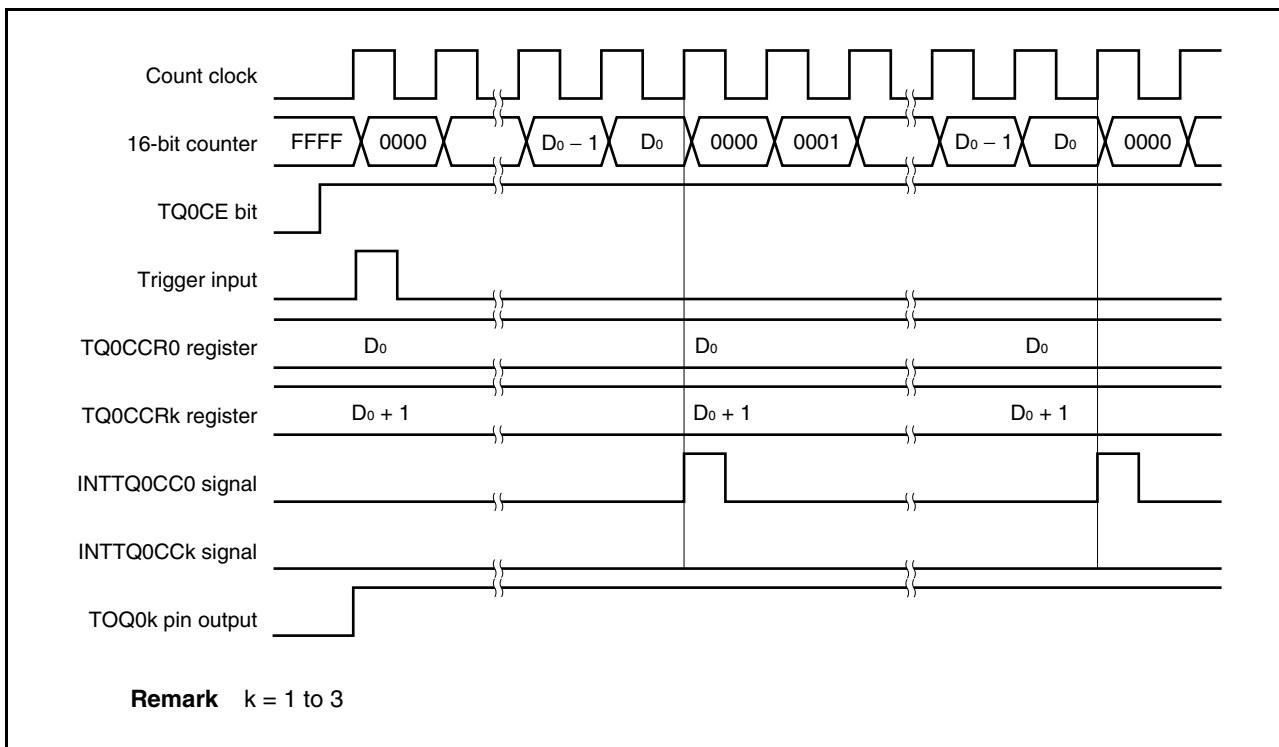 Count clock
16-bit counter FFFF 0000 D0 − 1 D0 0000 0001 D0 − 1 D0 0000
TQ0CE bit
Trigger input
TQ0CCR0 register D0 D0 D0
TQ0CCRk register D0 + 1 D0 + 1 D0 + 1
INTTQ0CC0 signal
INTTQ0CCk signal
TOQ0k pin output
Remark k = 1 to 3